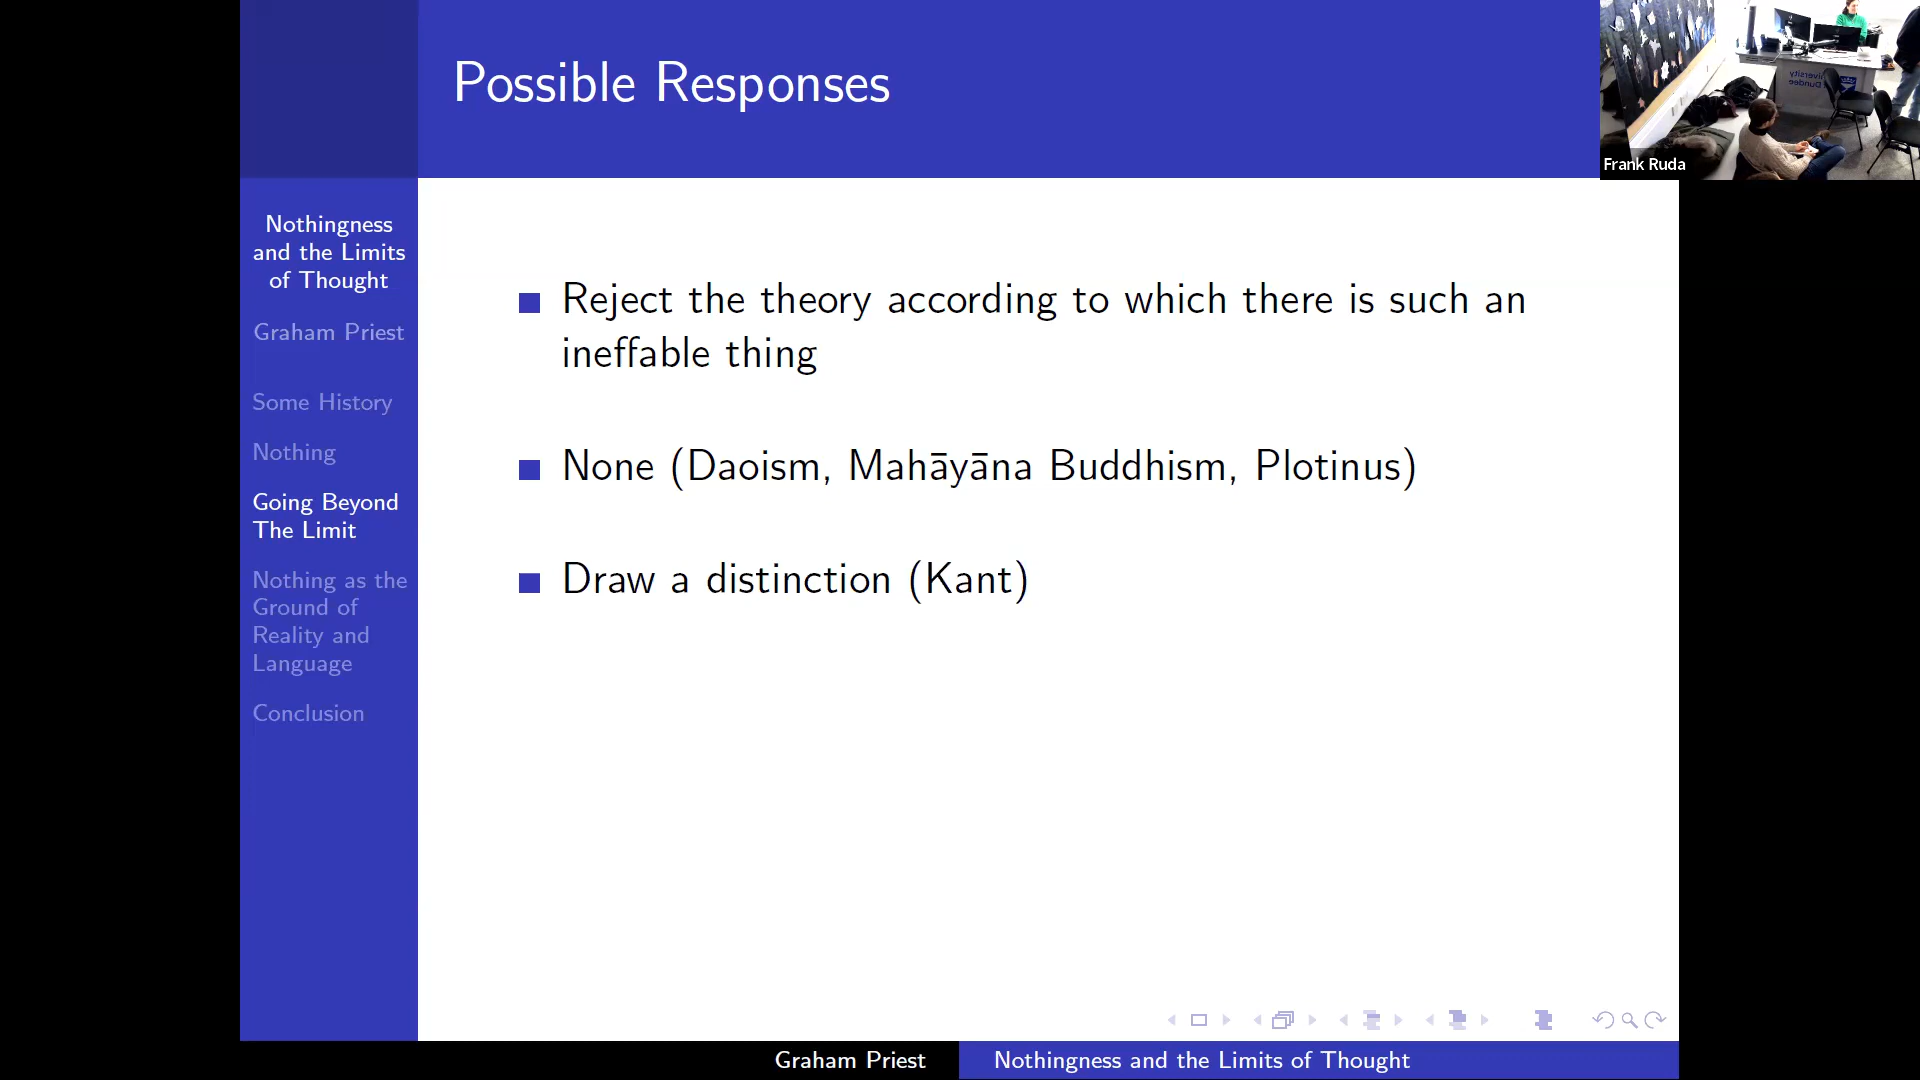 Possible Responses
Frank Ruda
Nothingness
and the Limits
of Thought
Graham Priest
Some History
Nothing
Going Beyond
The Limit
Nothing as the
Ground of
Reality and
Language
Conclusion
Reject the theory according to which there is such an
ineffable thing
None (Daoism, Mahāyāna Buddhism, Plotinus)
Draw a distinction (Kant)
Graham Priest
Nothingness and the Limits of Thought
University
Dundee